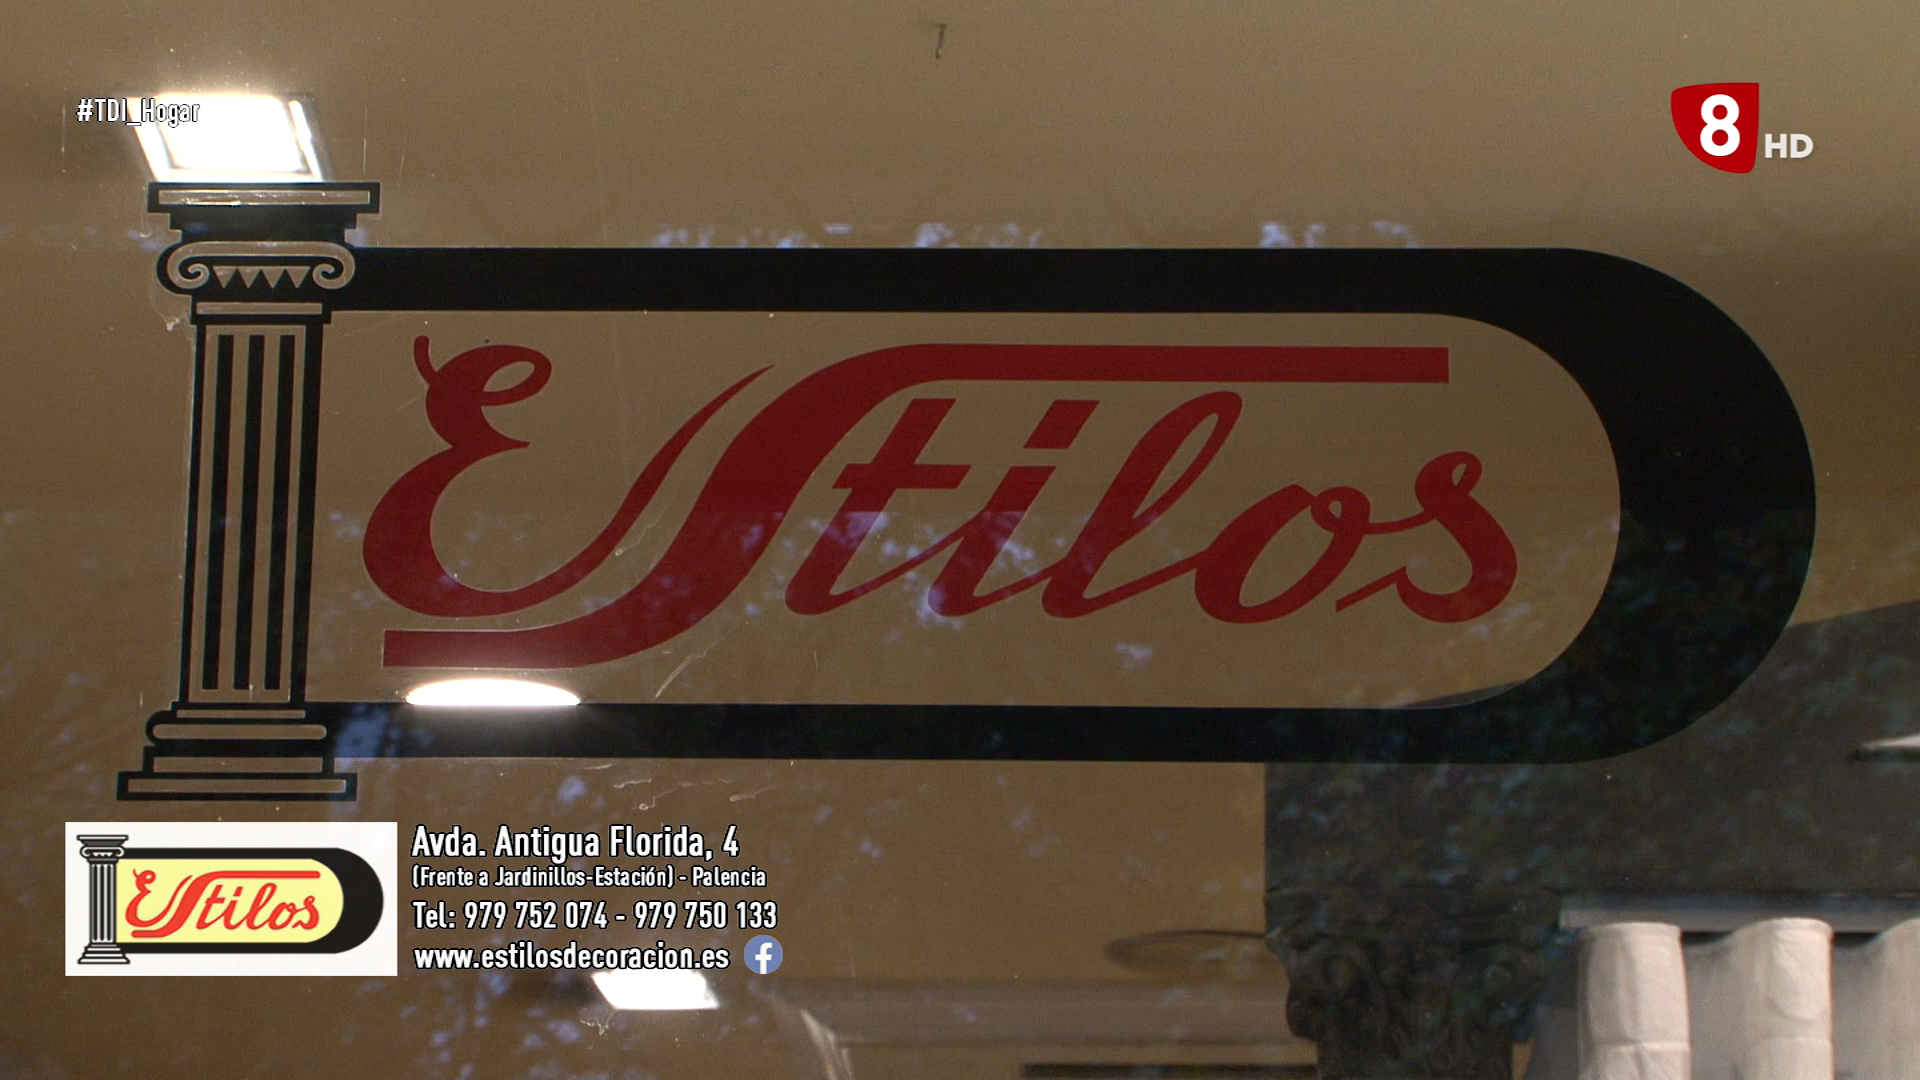 #TDI_Hogar
8 HD
Estilos
Estilos
Avda. Antigua Florida, 4
(Frente a Jardinillos-Estación) - Palencia
Tel: 979 752 074 - 979 750 133
www.estilosdecoracion.es